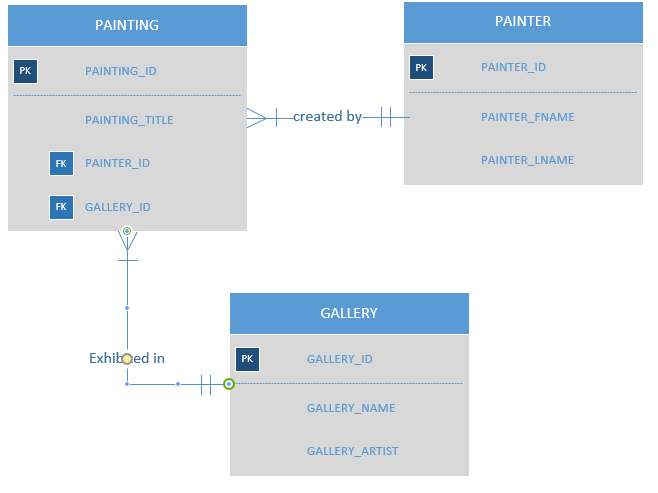 PAINTING
PK PAINTING_ID
PAINTING_TITLE
FK PAINTER_ID
FK GALLERY_ID
created by
PAINTER
PK PAINTER_ID
PAINTER_FNAME
PAINTER_LNAME
Exhibited in
GALLERY
PK GALLERY_ID
GALLERY_NAME
GALLERY_ARTIST